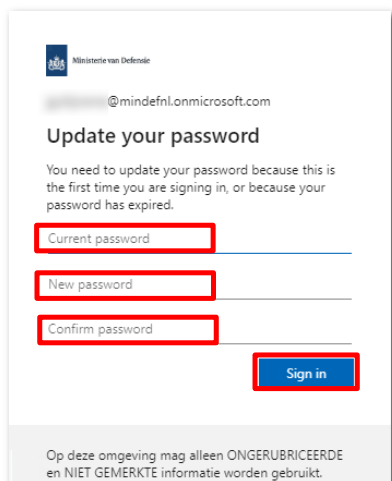 Ministerie van Defensie
@mindefnl.onmicrosoft.com
Update your password
You need to update your password because this is
the first time you are signing in, or because your
password has expired.
Current password
New password
Confirm password
Sign in
Op deze omgeving mag alleen ONGERUBRICEERDE
en NIET GEMERKTE informatie worden gebruikt.